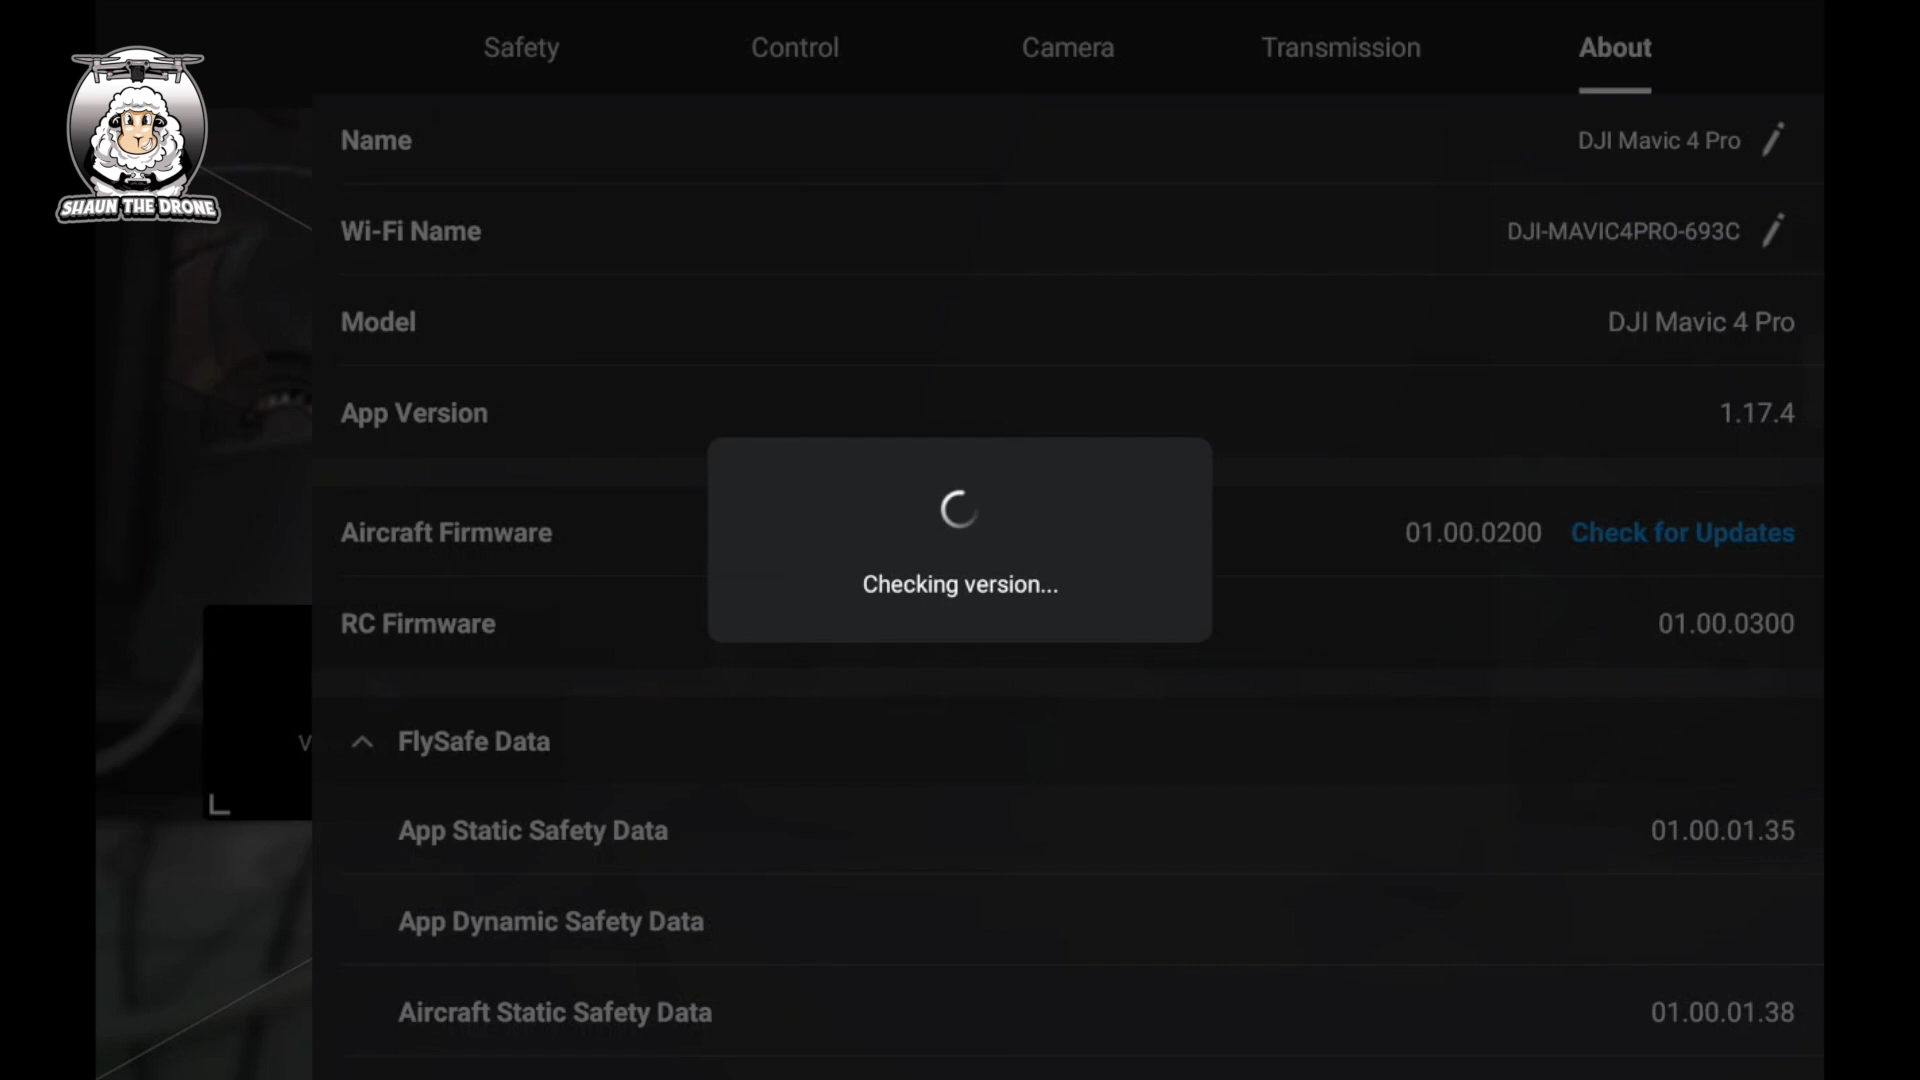 Safety Control Camera Transmission About
SHAUN THE DRONE
Name DJI Mavic 4 Pro
Wi-Fi Name DJI-MAVIC4PRO-693C
Model DJI Mavic 4 Pro
App Version 1.17.4
Aircraft Firmware 01.00.0200 Check for Updates
Checking version...
RC Firmware 01.00.0300
FlySafe Data
App Static Safety Data 01.00.01.35
App Dynamic Safety Data
Aircraft Static Safety Data 01.00.01.38